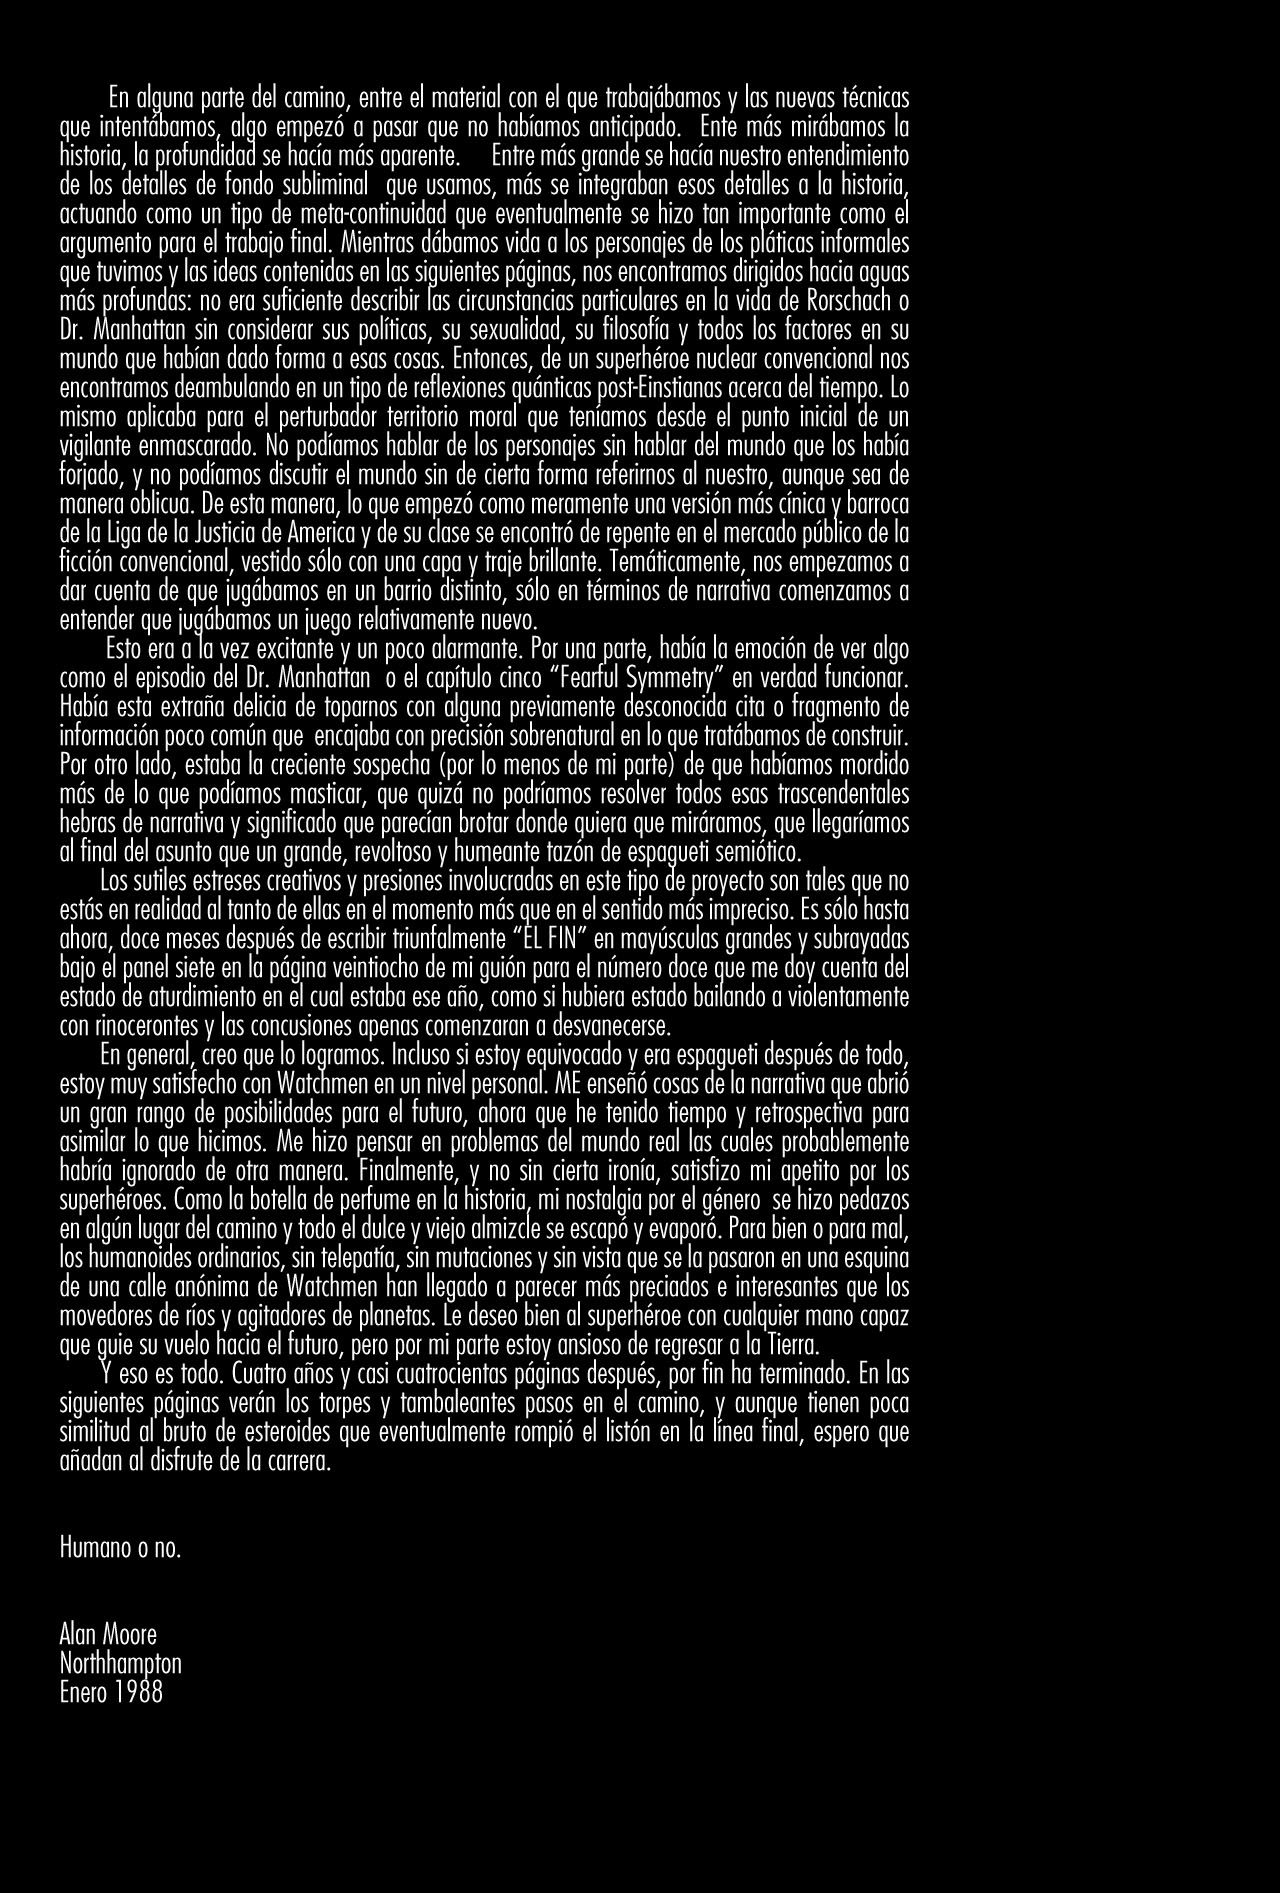 En alguna parte del camino, entre el material con el que trabajábamos y las nuevas técnicas
que intentábamos, algo empezó a pasar que no habíamos anticipado. Ente más mirábamos la
historia, la profundidad se hacía más aparente. Entre más grande se hacía nuestro entendimiento
de los detalles de fondo subliminal que usamos, más se integraban esos detalles a la historia,
actuando como un tipo de meta-continuidad que eventualmente se hizo tan importante como el
argumento para el trabajo final. Mientras dábamos vida a los personajes de los pláticas informales
que tuvimos y las ideas contenidas en las siguientes páginas, nos encontramos dirigidos hacia aguas
más profundas: no era suficiente describir las circunstancias particulares en la vida de Rorschach o
Dr. Manhattan sin considerar sus políticas, su sexualidad, su filosofía y todos los factores en su
mundo que habían dado forma a esas cosas. Entonces, de un superhéroe nuclear convencional nos
encontramos deambulando en un tipo de reflexiones quánticas post-Einstianas acerca del tiempo. Lo
mismo aplicaba para el perturbador territorio moral que teníamos desde el punto inicial de un
vigilante enmascarado. No podíamos hablar de los personajes sin hablar del mundo que los había
forjado, y no podíamos discutir el mundo sin de cierta forma referirnos al nuestro, aunque sea de
manera oblicua. De esta manera, lo que empezó como meramente una versión más cínica y barroca
de la Liga de la Justicia de America y de su clase se encontró de repente en el mercado público de la
ficción convencional, vestido sólo con una capa y traje brillante. Temáticamente, nos empezamos a
dar cuenta de que jugábamos en un barrio distinto, sólo en términos de narrativa comenzamos a
entender que jugábamos un juego relativamente nuevo.
Esto era a la vez excitante y un poco alarmante. Por una parte, había la emoción de ver algo
como el episodio del Dr. Manhattan o el capítulo cinco “Fearful Symmetry” en verdad funcionar.
Había esta extraña delicia de toparnos con alguna previamente desconocida cita o fragmento de
información poco común que encajaba con precisión sobrenatural en lo que tratábamos de construir.
Por otro lado, estaba la creciente sospecha (por lo menos de mi parte) de que habíamos mordido
más de lo que podíamos masticar, que quizá no podríamos resolver todos esas trascendentales
hebras de narrativa y significado que parecían brotar donde quiera que miráramos, que llegaríamos
al final del asunto que un grande, revoltoso y humeante tazón de espagueti semiótico.
Los sutiles estreses creativos y presiones involucradas en este tipo de proyecto son tales que no
estás en realidad al tanto de ellas en el momento más que en el sentido más impreciso. Es sólo hasta
ahora, doce meses después de escribir triunfalmente “EL FIN” en mayúsculas grandes y subrayadas
bajo el panel siete en la página veintiocho de mi guión para el número doce que me doy cuenta del
estado de aturdimiento en el cual estaba ese año, como si hubiera estado bailando a violentamente
con rinocerontes y las concusiones apenas comenzaran a desvanecerse.
En general, creo que lo logramos. Incluso si estoy equivocado y era espagueti después de todo,
estoy muy satisfecho con Watchmen en un nivel personal. ME enseñó cosas de la narrativa que abrió
un gran rango de posibilidades para el futuro, ahora que he tenido tiempo y retrospectiva para
asimilar lo que hicimos. Me hizo pensar en problemas del mundo real las cuales probablemente
habría ignorado de otra manera. Finalmente, y no sin cierta ironía, satisfizo mi apetito por los
superhéroes. Como la botella de perfume en la historia, mi nostalgia por el género se hizo pedazos
en algún lugar del camino y todo el dulce y viejo almizcle se escapó y evaporó. Para bien o para mal,
los humanoides ordinarios, sin telepatía, sin mutaciones y sin vista que se la pasaron en una esquina
de una calle anónima de Watchmen han llegado a parecer más preciados e interesantes que los
movedores de ríos y agitadores de planetas. Le deseo bien al superhéroe con cualquier mano capaz
que guie su vuelo hacia el futuro, pero por mi parte estoy ansioso de regresar a la Tierra.
Y eso es todo. Cuatro años y casi cuatrocientas páginas después, por fin ha terminado. En las
siguientes páginas verán los torpes y tambaleantes pasos en el camino, y aunque tienen poca
similitud al bruto de esteroides que eventualmente rompió el listón en la línea final, espero que
añadan al disfrute de la carrera.
Humano o no.
Alan Moore
Northhampton
Enero 1988